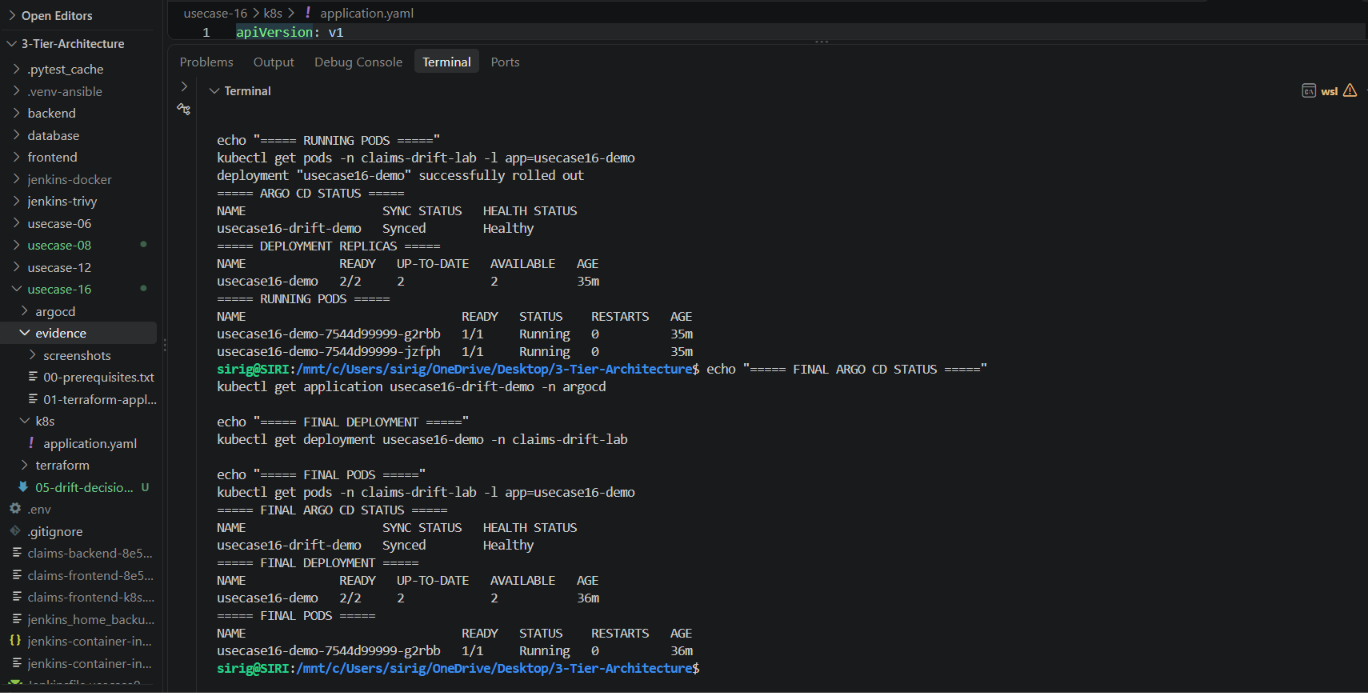 Open Editors
3-Tier-Architecture
.pytest_cache
.venv-ansible
backend
database
frontend
jenkins-docker
jenkins-trivy
usecase-06
usecase-08
usecase-12
usecase-16
argocd
evidence
screenshots
00-prerequisites.txt
01-terraform-appl...
k8s
application.yaml
terraform
05-drift-decisio... U
.env
.gitignore
claims-backend-8e5...
claims-frontend-8e5...
claims-frontend-k8s....
jenkins_home_backu...
jenkins-container-in...
jenkins-container-in...
usecase-16 > k8s > ! application.yaml
1 apiVersion: v1
Problems Output Debug Console Terminal Ports
Terminal
wsl
echo "===== RUNNING PODS ====="
kubectl get pods -n claims-drift-lab -l app=usecase16-demo
deployment "usecase16-demo" successfully rolled out
===== ARGO CD STATUS =====
NAME SYNC STATUS HEALTH STATUS
usecase16-drift-demo Synced Healthy
===== DEPLOYMENT REPLICAS =====
NAME READY UP-TO-DATE AVAILABLE AGE
usecase16-demo 2/2 2 2 35m
===== RUNNING PODS =====
NAME READY STATUS RESTARTS AGE
usecase16-demo-7544d99999-g2rbb 1/1 Running 0 35m
usecase16-demo-7544d99999-jzfph 1/1 Running 0 35m
sirig@SIRI:/mnt/c/Users/sirig/OneDrive/Desktop/3-Tier-Architecture$ echo "===== FINAL ARGO CD STATUS ====="
kubectl get application usecase16-drift-demo -n argocd
echo "===== FINAL DEPLOYMENT ====="
kubectl get deployment usecase16-demo -n claims-drift-lab
echo "===== FINAL PODS ====="
kubectl get pods -n claims-drift-lab -l app=usecase16-demo
===== FINAL ARGO CD STATUS =====
NAME SYNC STATUS HEALTH STATUS
usecase16-drift-demo Synced Healthy
===== FINAL DEPLOYMENT =====
NAME READY UP-TO-DATE AVAILABLE AGE
usecase16-demo 2/2 2 2 36m
===== FINAL PODS =====
NAME READY STATUS RESTARTS AGE
usecase16-demo-7544d99999-g2rbb 1/1 Running 0 36m
sirig@SIRI:/mnt/c/Users/sirig/OneDrive/Desktop/3-Tier-Architecture$